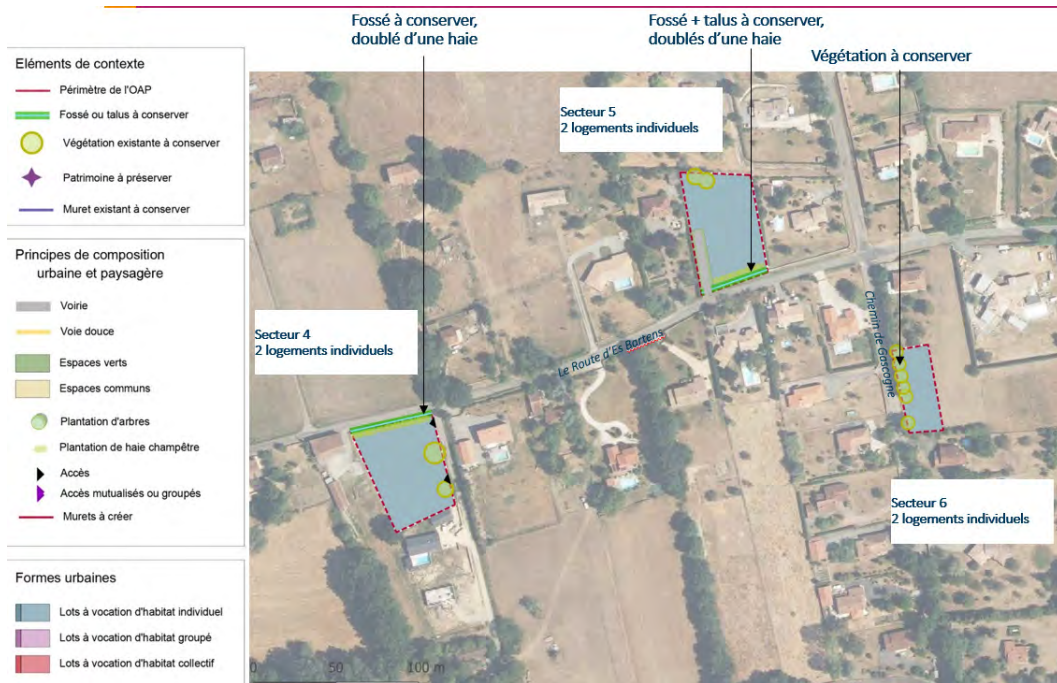 Fossé à conserver,
doublé d'une haie
Fossé + talus à conserver,
doublés d'une haie
Végétation à conserver
Eléments de contexte
Périmètre de l'OAP
Fossé ou talus à conserver
Végétation existante à conserver
Patrimoine à préserver
Muret existant à conserver
Principes de composition
urbaine et paysagère
Voirie
Voie douce
Espaces verts
Espaces communs
Plantation d'arbres
Plantation de haie champêtre
Accès
Accès mutualisés ou groupés
Murets à créer
Formes urbaines
Lots à vocation d'habitat individuel
Lots à vocation d'habitat groupé
Lots à vocation d'habitat collectif
Secteur 5
2 logements individuels
Secteur 4
2 logements individuels
Le Route d'Es Bartens
Chemin de Gascogne
Secteur 6
2 logements individuels
0 50 100 m